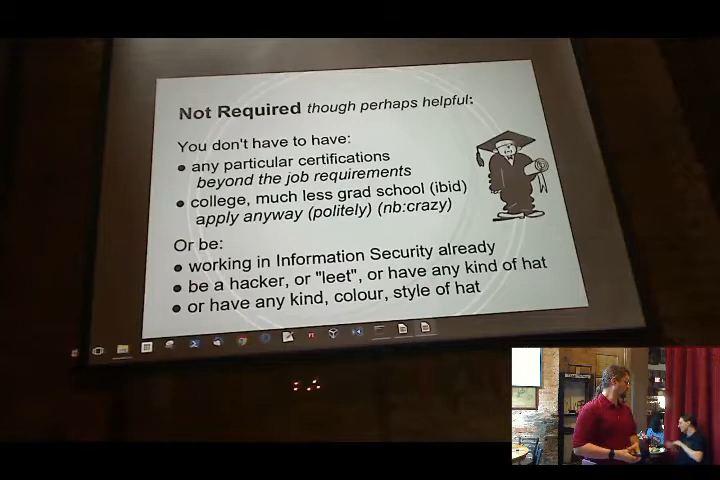 Not Required though perhaps helpful:
You don't have to have:
• any particular certifications
beyond the job requirements
• college, much less grad school (ibid)
apply anyway (politely) (nb:crazy)
Or be:
• working in Information Security already
• be a hacker, or "leet", or have any kind of hat
• or have any kind, colour, style of hat